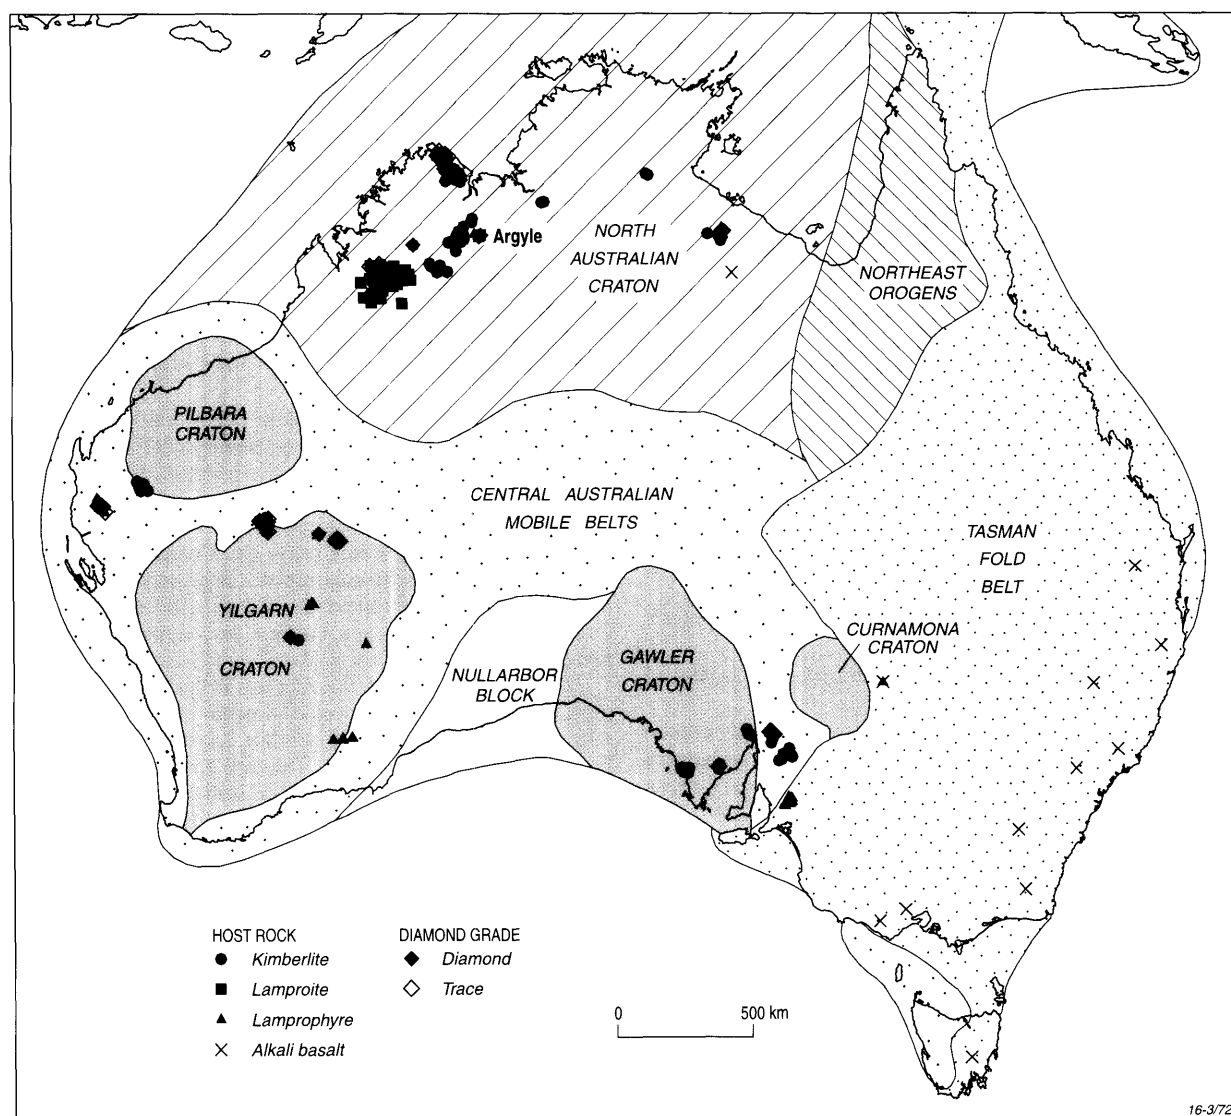 Argyle
NORTH
AUSTRALIAN
CRATON
NORTHEAST
OROGENS
PILBARA
CRATON
CENTRAL AUSTRALIAN
MOBILE BELTS
TASMAN
FOLD
BELT
YILGARN
CRATON
CURNAMONA
CRATON
GAWLER
CRATON
NULLARBOR
BLOCK
HOST ROCK
Kimberlite
Lamproite
Lamprophyre
Alkali basalt
DIAMOND GRADE
Diamond
Trace
0 500 km
16-3/72